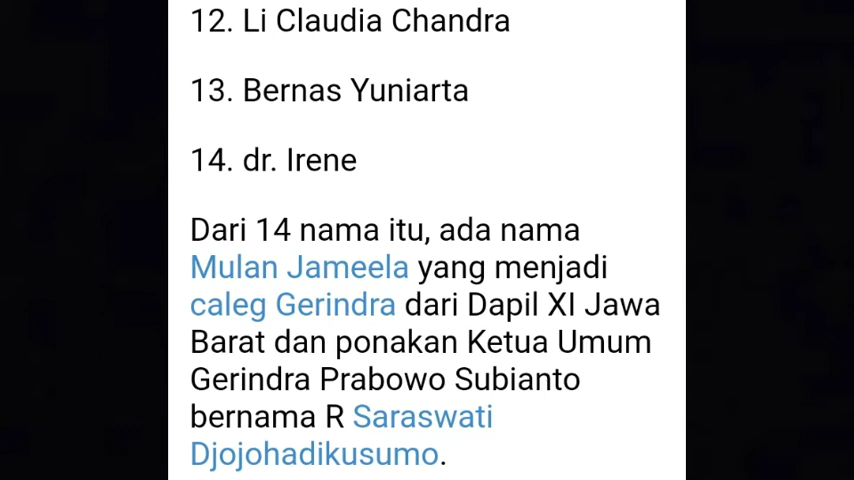 12. Li Claudia Chandra
13. Bernas Yuniarta
14. dr. Irene
Dari 14 nama itu, ada nama
Mulan Jameela yang menjadi
caleg Gerindra dari Dapil XI Jawa
Barat dan ponakan Ketua Umum
Gerindra Prabowo Subianto
bernama R Saraswati
Djojohadikusumo.